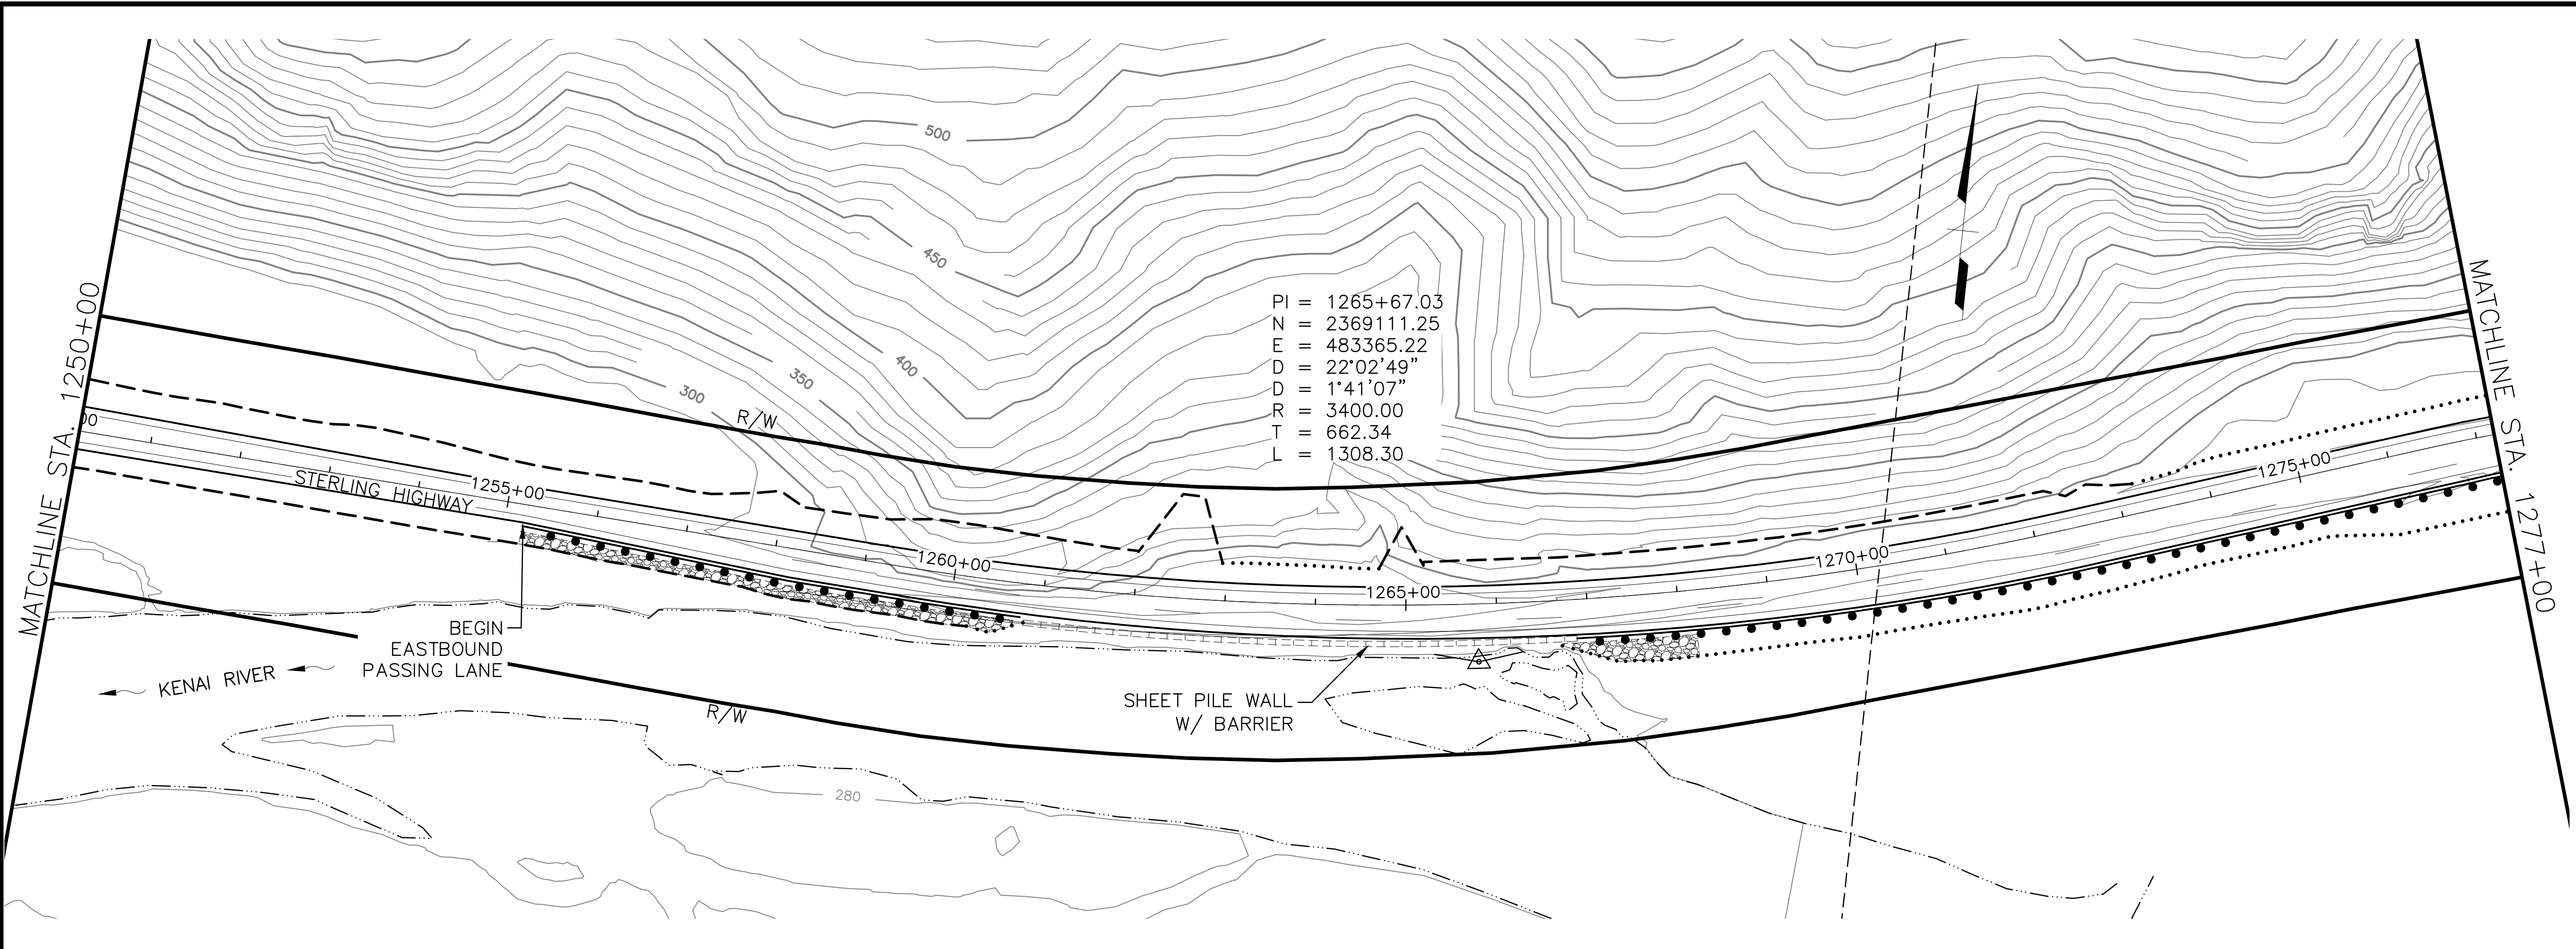 500
450
400
350
300
PI = 1265+67.03
N = 2369111.25
E = 483365.22
D = 22°02'49"
D = 1°41'07"
R = 3400.00
T = 662.34
L = 1308.30
MATCHLINE STA. 1250+00
MATCHLINE STA. 1277+00
R/W
00
STERLING HIGHWAY
1255+00
1260+00
1265+00
1270+00
1275+00
BEGIN
EASTBOUND
PASSING LANE
KENAI RIVER
SHEET PILE WALL
W/ BARRIER
R/W
280